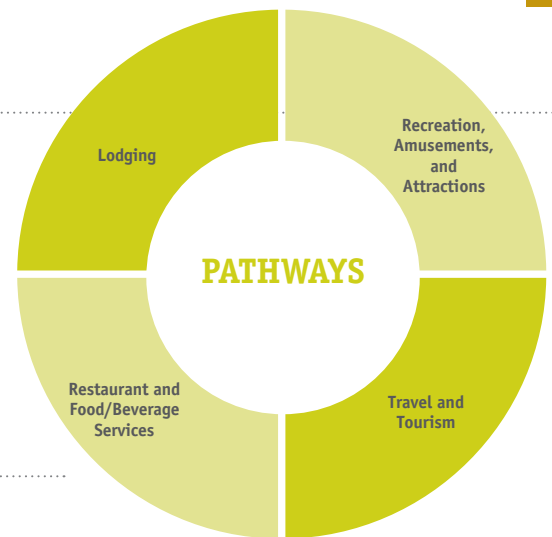 Lodging
Recreation,
Amusements,
and
Attractions
PATHWAYS
Restaurant and
Food/Beverage
Services
Travel and
Tourism